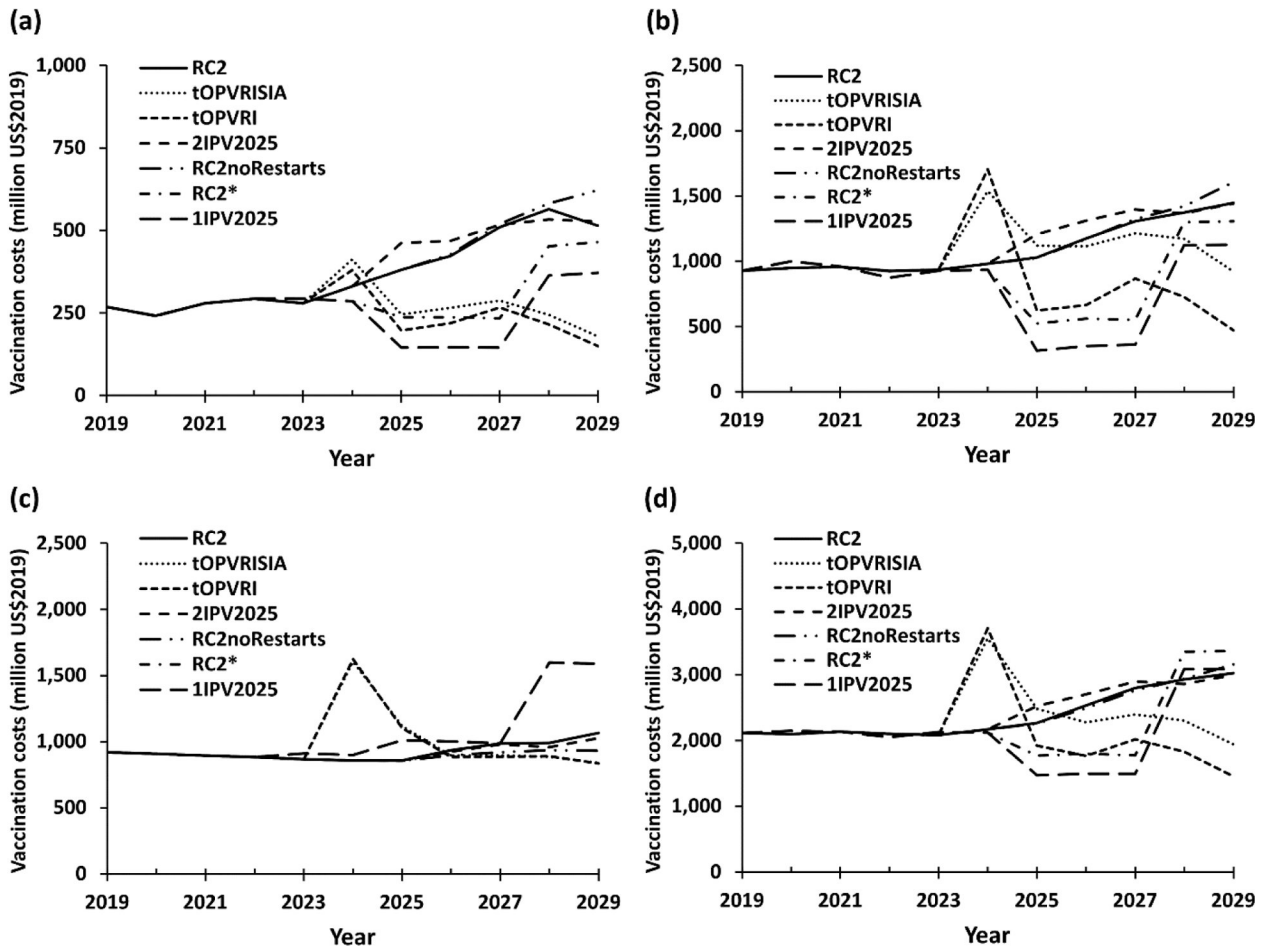 (a)
Vaccination costs (million US$2019)
1,000
750
500
250
0
RC2
tOPVRISIA
tOPVRI
2IPV2025
RC2noRestarts
RC2*
1IPV2025
2019 2021 2023 2025 2027 2029
Year
(b)
Vaccination costs (million US$2019)
2,500
2,000
1,500
1,000
500
0
RC2
tOPVRISIA
tOPVRI
2IPV2025
RC2noRestarts
RC2*
1IPV2025
2019 2021 2023 2025 2027 2029
Year
(c)
Vaccination costs (million US$2019)
2,500
2,000
1,500
1,000
500
0
RC2
tOPVRISIA
tOPVRI
2IPV2025
RC2noRestarts
RC2*
1IPV2025
2019 2021 2023 2025 2027 2029
Year
(d)
Vaccination costs (million US$2019)
5,000
4,000
3,000
2,000
1,000
0
RC2
tOPVRISIA
tOPVRI
2IPV2025
RC2noRestarts
RC2*
1IPV2025
2019 2021 2023 2025 2027 2029
Year